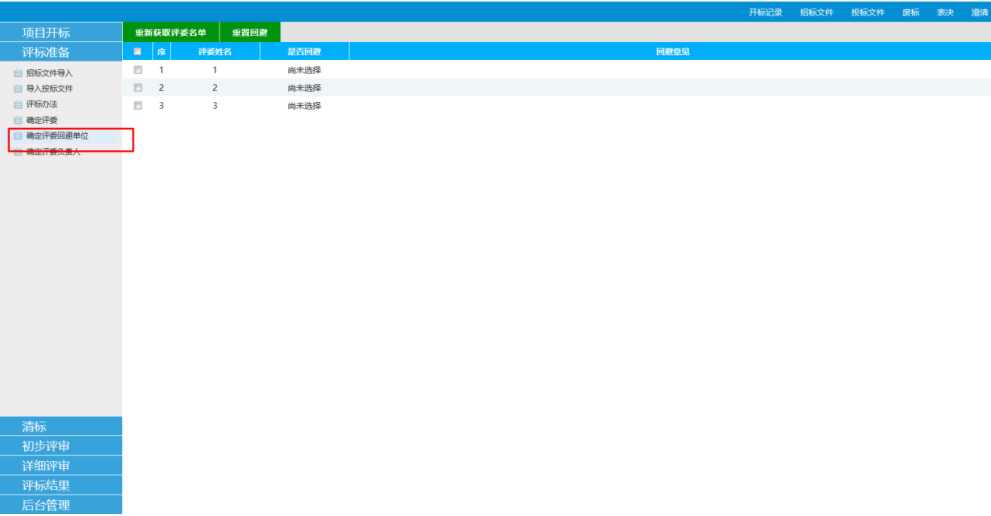 开标记录 招标文件 投标文件 废标 表决 澄清
项目开标
评标准备
招标文件导入
导入投标文件
评标办法
确定评委
确定评委回避单位
确定评委负责人
清标
初步评审
详细评审
评标结果
后台管理
重新获取评委名单 重置回避
序 评委姓名 是否回避 回避意见
1 1 尚未选择
2 2 尚未选择
3 3 尚未选择